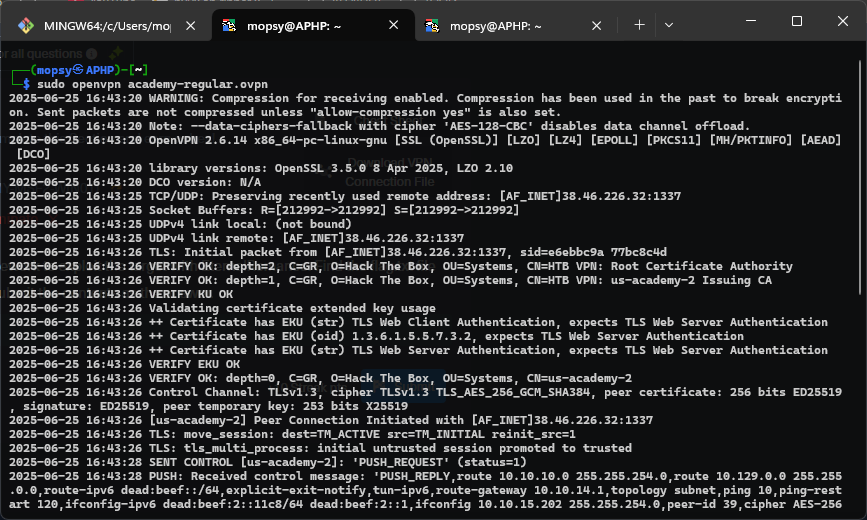 MINGW64:/c/Users/mo
mopsy@APHP: ~
mopsy@APHP: ~
or all questions
┌──(mopsy㉿APHP)-[~]
└─$ sudo openvpn academy-regular.ovpn
2025-06-25 16:43:20 WARNING: Compression for receiving enabled. Compression has been used in the past to break encrypti
on. Sent packets are not compressed unless "allow-compression yes" is also set.
2025-06-25 16:43:20 Note: --data-ciphers-fallback with cipher 'AES-128-CBC' disables data channel offload.
2025-06-25 16:43:20 OpenVPN 2.6.14 x86_64-pc-linux-gnu [SSL (OpenSSL)] [LZO] [LZ4] [EPOLL] [PKCS11] [MH/PKTINFO] [AEAD]
[DCO]
Download VPN
2025-06-25 16:43:20 library versions: OpenSSL 3.5.0 8 Apr 2025, LZO 2.10
2025-06-25 16:43:20 DCO version: N/A
Connection File
2025-06-25 16:43:25 TCP/UDP: Preserving recently used remote address: [AF_INET]38.46.226.32:1337
2025-06-25 16:43:25 Socket Buffers: R=[212992->212992] S=[212992->212992]
2025-06-25 16:43:25 UDPv4 link local: (not bound)
2025-06-25 16:43:25 UDPv4 link remote: [AF_INET]38.46.226.32:1337
2025-06-25 16:43:26 TLS: Initial packet from [AF_INET]38.46.226.32:1337, sid=e6ebbc9a 77bc8c4d
2025-06-25 16:43:26 VERIFY OK: depth=2, C=GR, O=Hack The Box, OU=Systems, CN=HTB VPN: Root Certificate Authority
2025-06-25 16:43:26 VERIFY OK: depth=1, C=GR, O=Hack The Box, OU=Systems, CN=HTB VPN: us-academy-2 Issuing CA
2025-06-25 16:43:26 VERIFY KU OK
2025-06-25 16:43:26 Validating certificate extended key usage
2025-06-25 16:43:26 ++ Certificate has EKU (str) TLS Web Client Authentication, expects TLS Web Server Authentication
2025-06-25 16:43:26 ++ Certificate has EKU (oid) 1.3.6.1.5.5.7.3.2, expects TLS Web Server Authentication
2025-06-25 16:43:26 ++ Certificate has EKU (str) TLS Web Server Authentication, expects TLS Web Server Authentication
2025-06-25 16:43:26 VERIFY EKU OK
2025-06-25 16:43:26 VERIFY OK: depth=0, C=GR, O=Hack The Box, OU=Systems, CN=us-academy-2
2025-06-25 16:43:26 Control Channel: TLSv1.3, cipher TLSv1.3 TLS_AES_256_GCM_SHA384, peer certificate: 256 bits ED25519
, signature: ED25519, peer temporary key: 253 bits X25519
2025-06-25 16:43:26 [us-academy-2] Peer Connection Initiated with [AF_INET]38.46.226.32:1337
2025-06-25 16:43:26 TLS: move_session: dest=TM_ACTIVE src=TM_INITIAL reinit_src=1
2025-06-25 16:43:26 TLS: tls_multi_process: initial untrusted session promoted to trusted
2025-06-25 16:43:28 SENT CONTROL [us-academy-2]: 'PUSH_REQUEST' (status=1)
2025-06-25 16:43:28 PUSH: Received control message: 'PUSH_REPLY,route 10.10.10.0 255.255.254.0,route 10.129.0.0 255.255
.0.0,route-ipv6 dead:beef::/64,explicit-exit-notify,tun-ipv6,route-gateway 10.10.14.1,topology subnet,ping 10,ping-rest
art 120,ifconfig-ipv6 dead:beef:2::11c8/64 dead:beef:2::1,ifconfig 10.10.15.202 255.255.254.0,peer-id 39,cipher AES-256